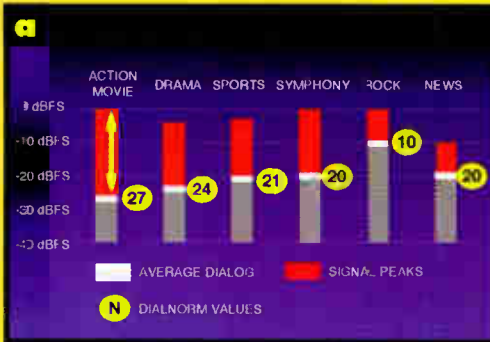 a
ACTION MOVIE DRAMA SPORTS SYMPHONY ROCK NEWS
0 dBFS
-10 dBFS
-20 dBFS
-30 dBFS
-40 dBFS
27
24
21
20
10
20
AVERAGE DIALOG SIGNAL PEAKS
N DIALNORM VALUES